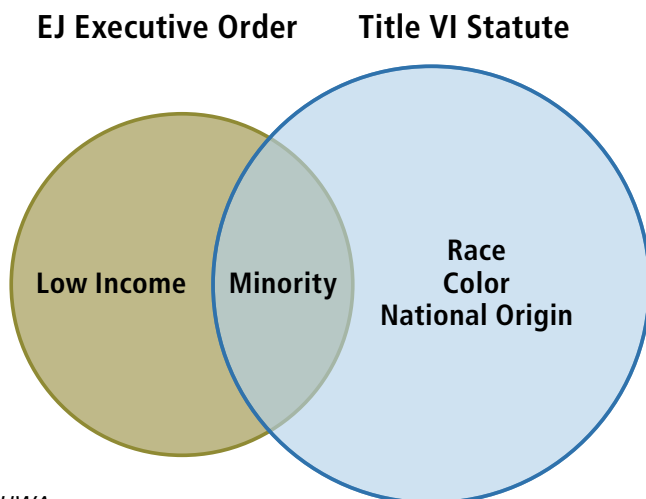 EJ Executive Order
Title VI Statute
Low Income
Minority
Race
Color
National Origin